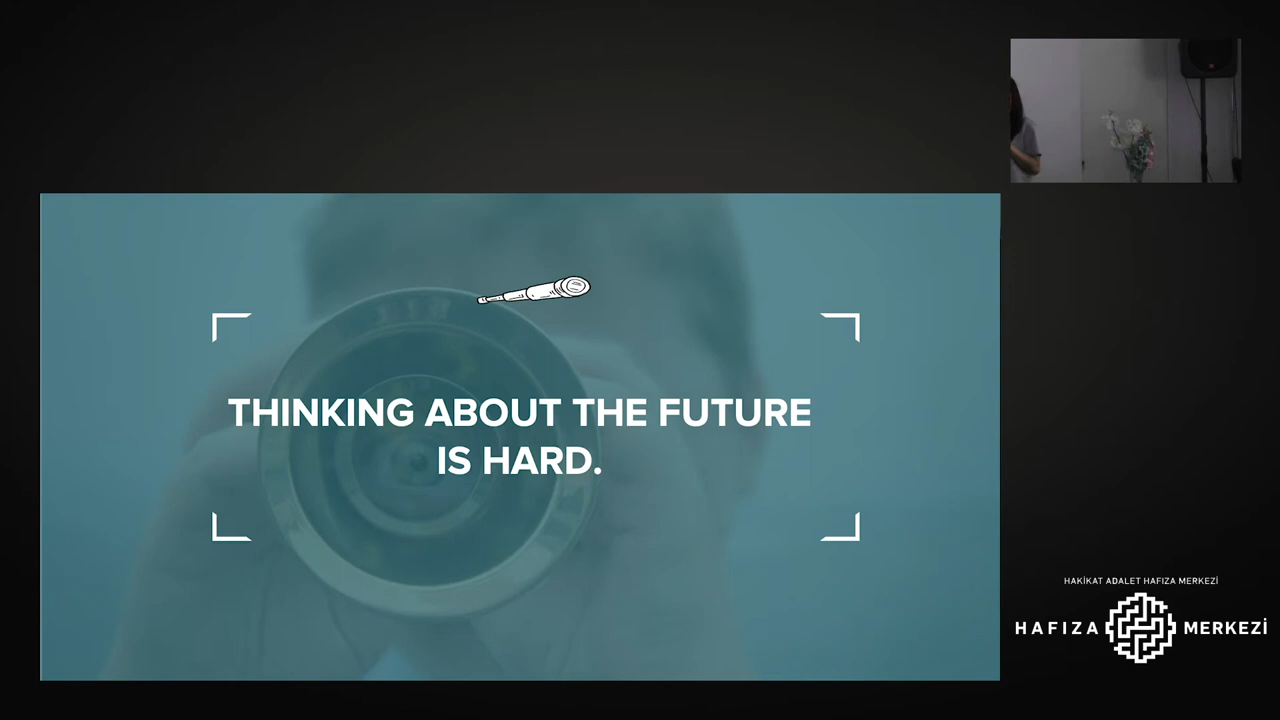 THINKING ABOUT THE FUTURE
IS HARD.
HAKİKAT ADALET HAFIZA MERKEZİ
HAFIZA MERKEZİ